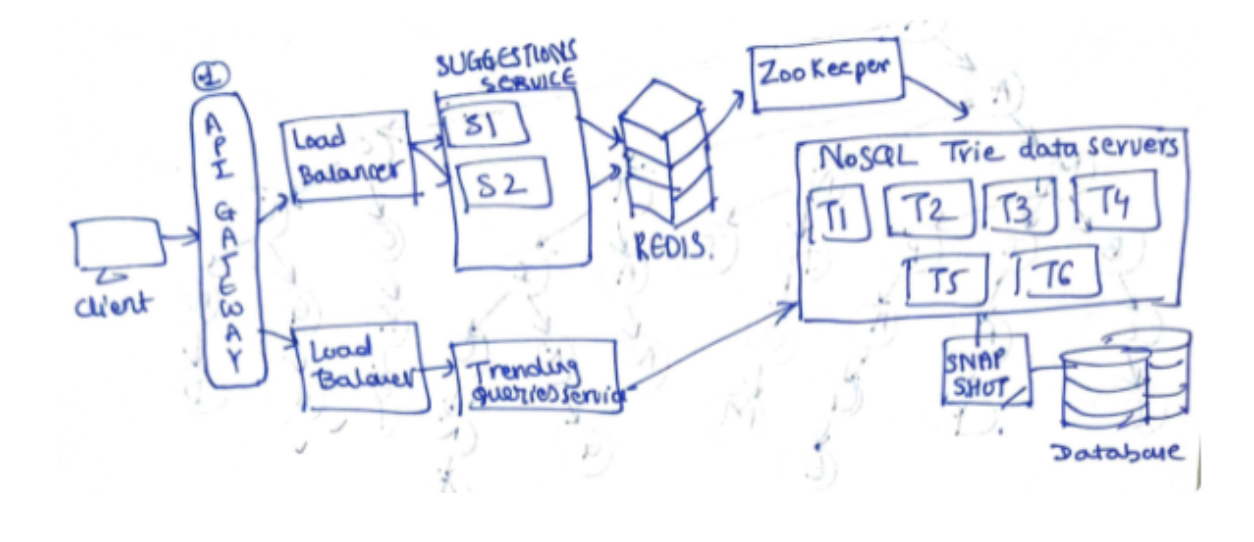 1
API GATEWAY
Client
Load
Balancer
SUGGESTIONS
SERVICE
S1
S2
REDIS.
ZooKeeper
NoSQL Trie data servers
T1 T2 T3 T4
T5 T6
SNAP
SHOT
Database
Load
Balancer
Trending
queries service